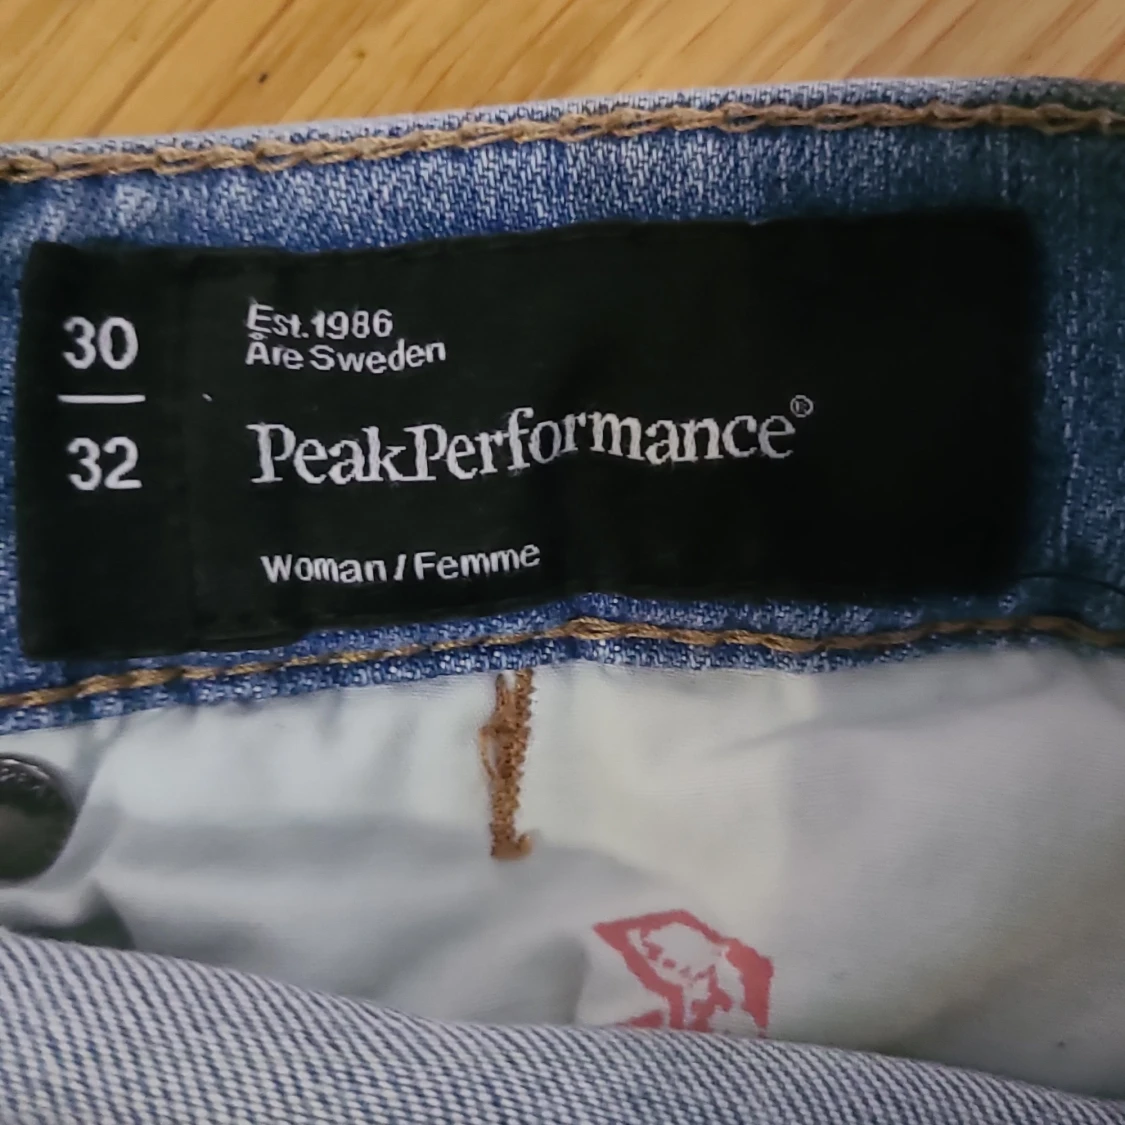 30
32
Est.1986
Åre Sweden
PeakPerformance®
Woman / Femme